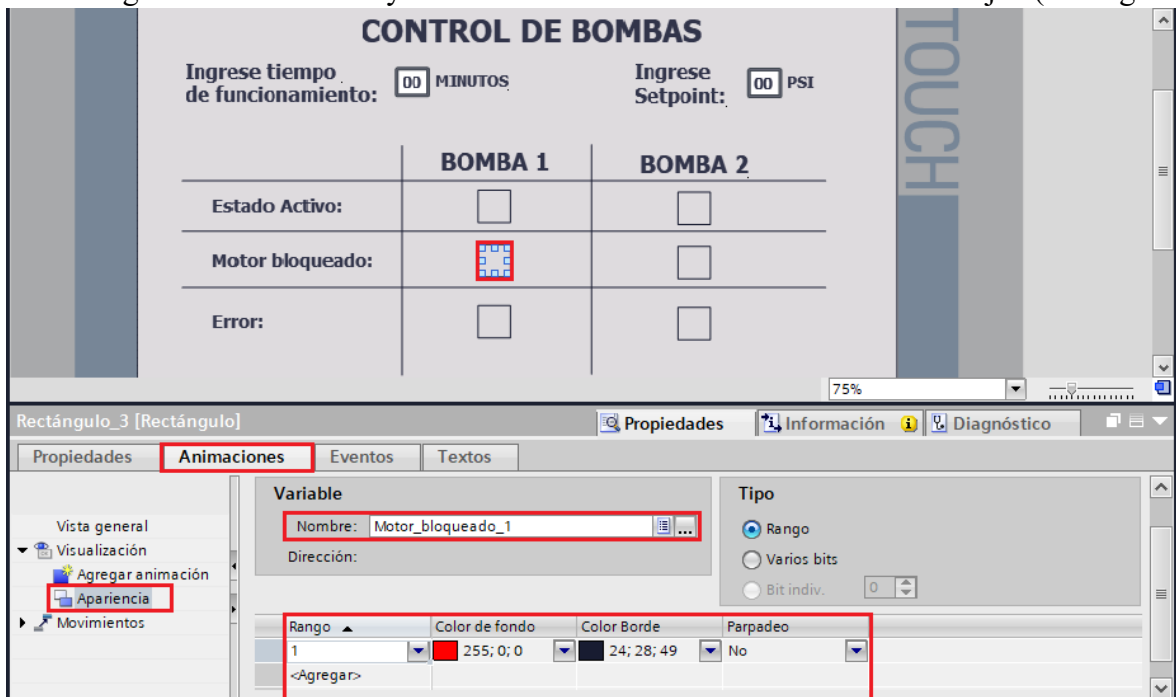 CONTROL DE BOMBAS
Ingrese tiempo
de funcionamiento:
00 MINUTOS
Ingrese
Setpoint:
00 PSI
TOUCH
BOMBA 1
BOMBA 2
Estado Activo:
Motor bloqueado:
Error:
75%
Rectángulo_3 [Rectángulo]
Propiedades
Información
Diagnóstico
Propiedades
Animaciones
Eventos
Textos
Vista general
Visualización
Agregar animación
Apariencia
Movimientos
Variable
Nombre: Motor_bloqueado_1
...
Dirección:
Tipo
Rango
Varios bits
Bit indiv. 0
Rango Color de fondo Color Borde Parpadeo
1 255; 0; 0 24; 28; 49 No
<Agregar>